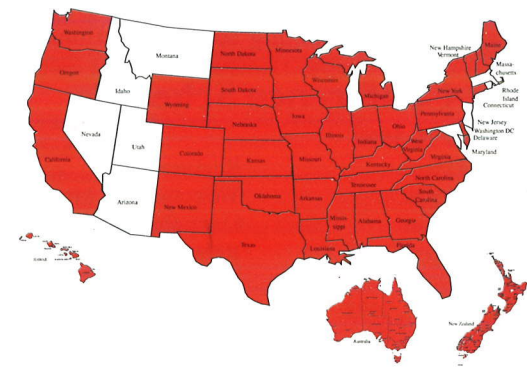 Washington
Montana
North Dakota
Minnesota
New Hampshire
Vermont
Maine
Massa-
chusetts
Oregon
Idaho
Wyoming
South Dakota
Wisconsin
Michigan
New York
Rhode
Island
Connecticut
Nevada
Utah
Colorado
Nebraska
Iowa
Illinois
Indiana
Ohio
Pennsylvania
New Jersey
Washington DC
Delaware
Maryland
California
Arizona
New Mexico
Kansas
Missouri
Kentucky
West
Virginia
Virginia
Oklahoma
Arkansas
Tennessee
North Carolina
South
Carolina
Texas
Louisiana
Missis-
sippi
Alabama
Georgia
Florida
Hawaii
Australia
New Zealand